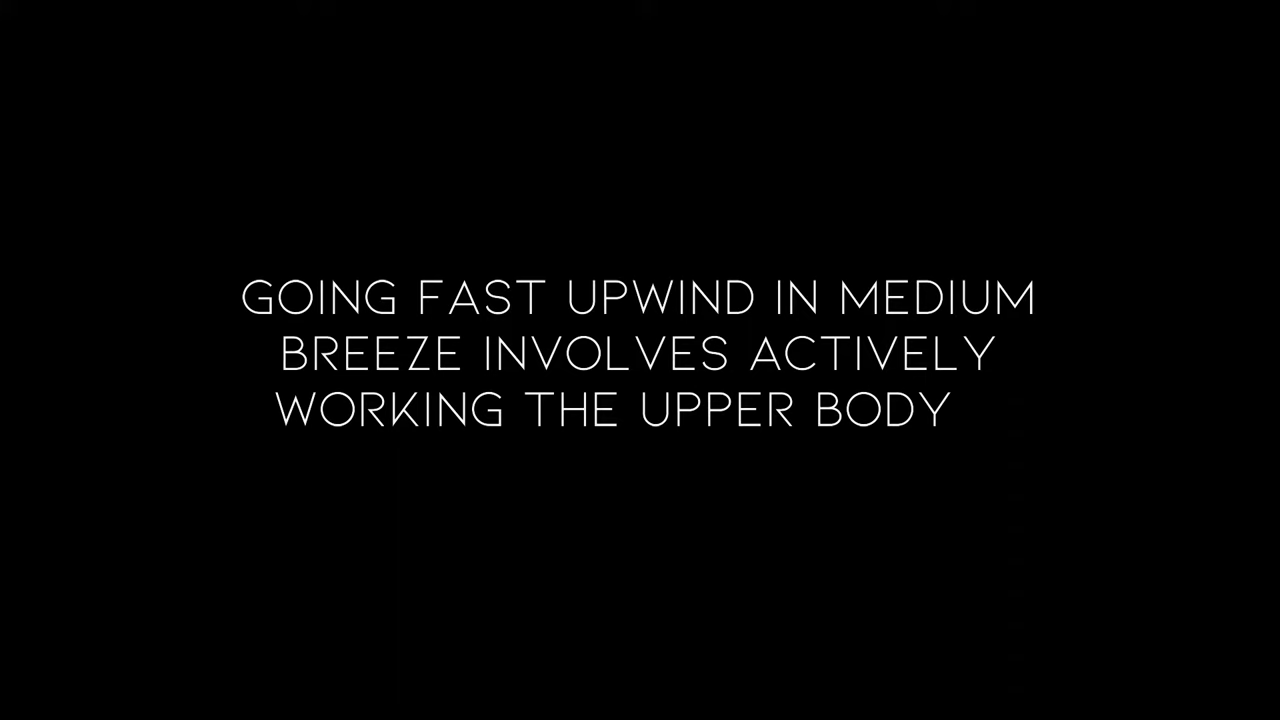 GOING FAST UPWIND IN MEDIUM
BREEZE INVOLVES ACTIVELY
WORKING THE UPPER BODY